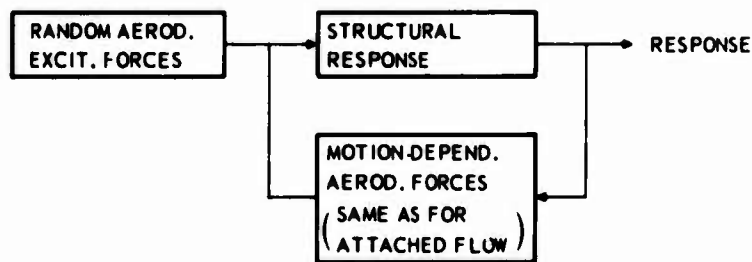 RANDOM AEROD.
EXCIT. FORCES
STRUCTURAL
RESPONSE
RESPONSE
MOTION-DEPEND.
AEROD. FORCES
(SAME AS FOR
ATTACHED FLOW)